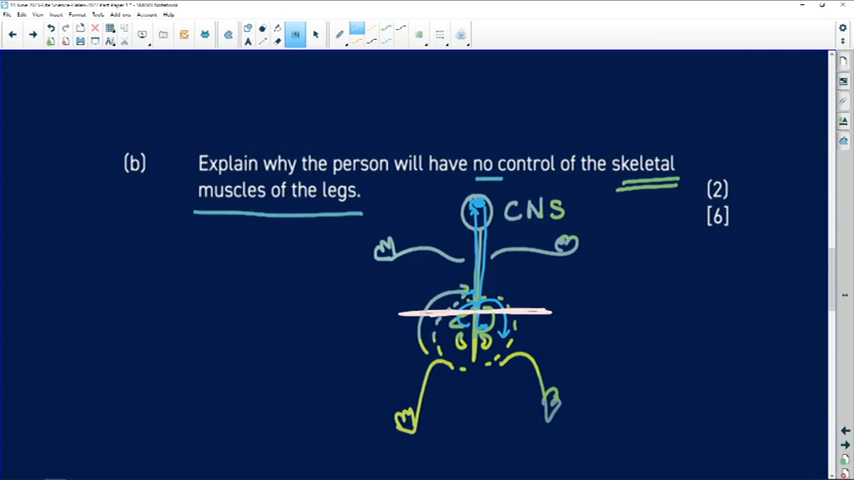 Edit View Insert Format Tools Add-ons Account Help
(b) Explain why the person will have no control of the skeletal
muscles of the legs.
(2)
[6]
CNS